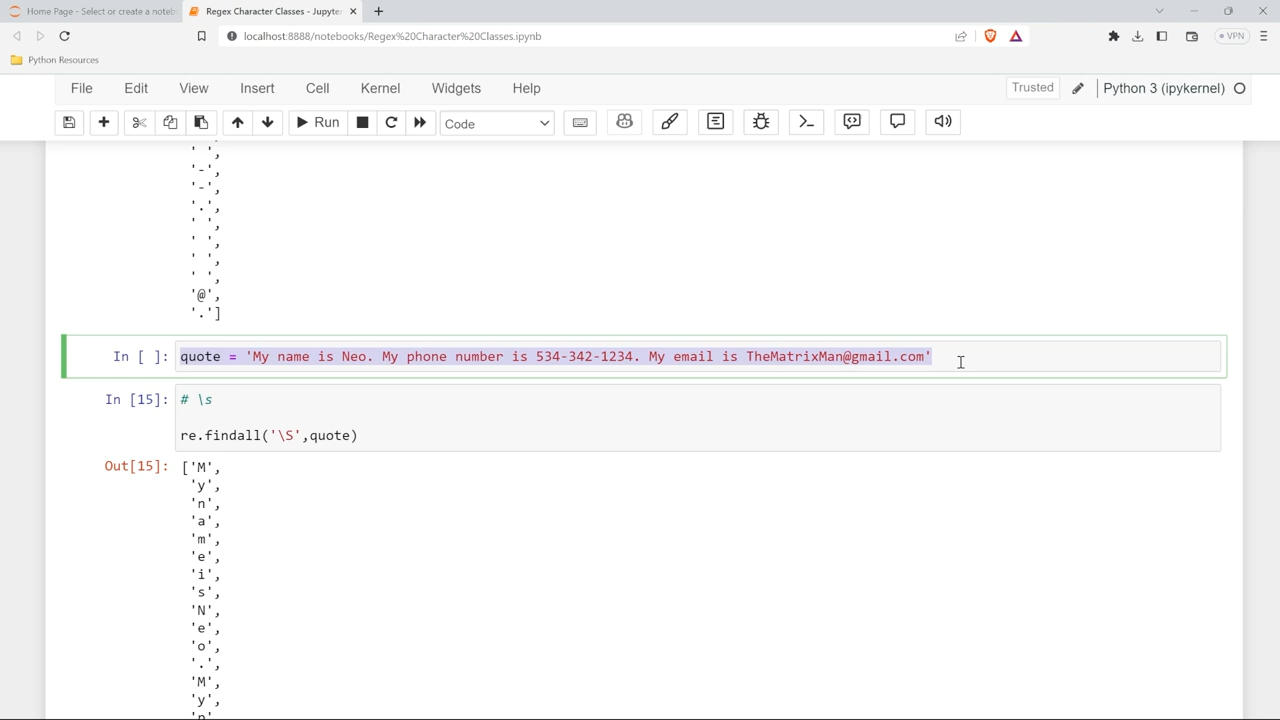 Home Page - Select or create a noteb
Regex Character Classes - Jupyte
localhost:8888/notebooks/Regex%20Character%20Classes.ipynb
VPN
Python Resources
File Edit View Insert Cell Kernel Widgets Help
Trusted
Python 3 (ipykernel)
Run
Code
' ',
'-',
'-',
'.',
' ',
' ',
' ',
' ',
'@',
'.']
In [ ]: quote = 'My name is Neo. My phone number is 534-342-1234. My email is TheMatrixMan@gmail.com'
In [15]: # \s
re.findall('\S',quote)
Out[15]: ['M',
'y',
'n',
'a',
'm',
'e',
'i',
's',
'N',
'e',
'o',
'.',
'M',
'y',
'n'